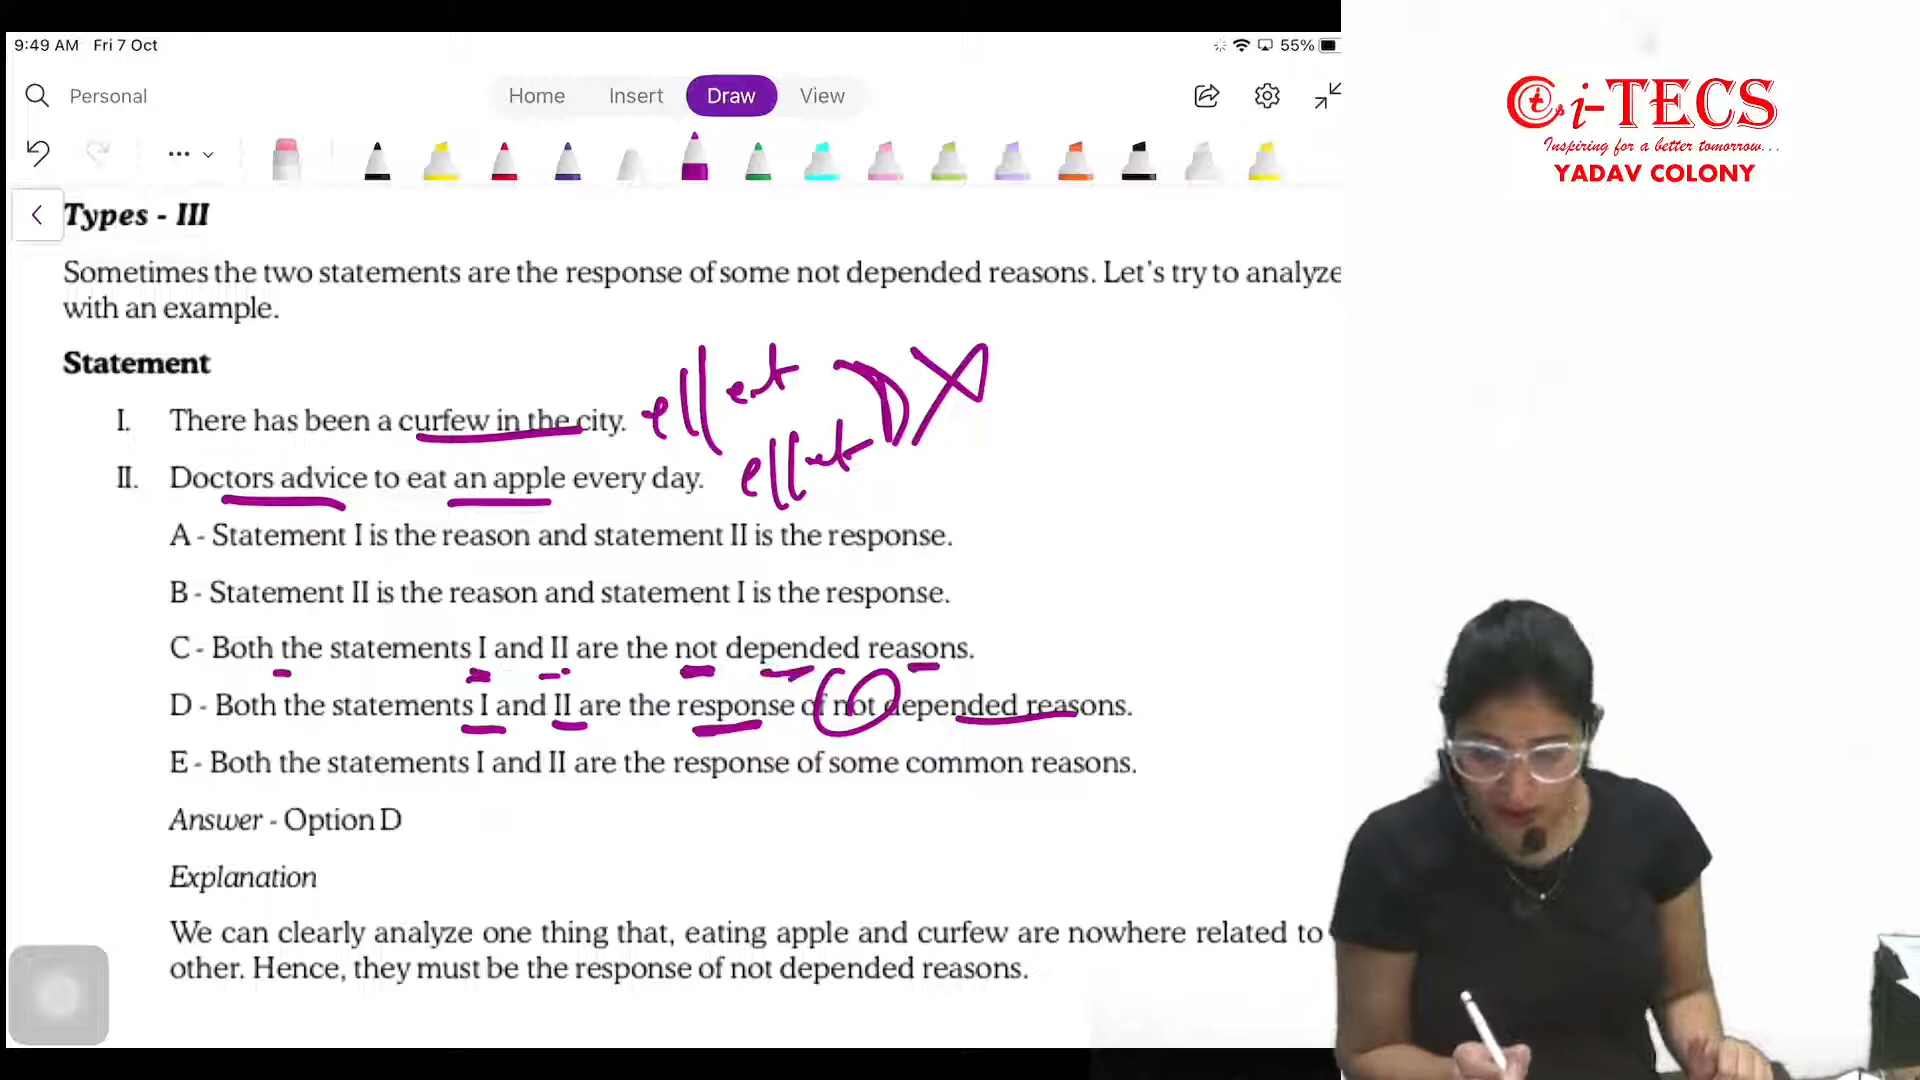 9:49 AM Fri 7 Oct
55%
Personal
Home Insert Draw View
i-TECS
Inspiring for a better tomorrow...
YADAV COLONY
Types - III
Sometimes the two statements are the response of some not depended reasons. Let's try to analyze
with an example.
Statement
effect
I. There has been a curfew in the city.
effect
II. Doctors advice to eat an apple every day.
A - Statement I is the reason and statement II is the response.
B - Statement II is the reason and statement I is the response.
C - Both the statements I and II are the not depended reasons.
D - Both the statements I and II are the response of not depended reasons.
E - Both the statements I and II are the response of some common reasons.
Answer - Option D
Explanation
We can clearly analyze one thing that, eating apple and curfew are nowhere related to
other. Hence, they must be the response of not depended reasons.